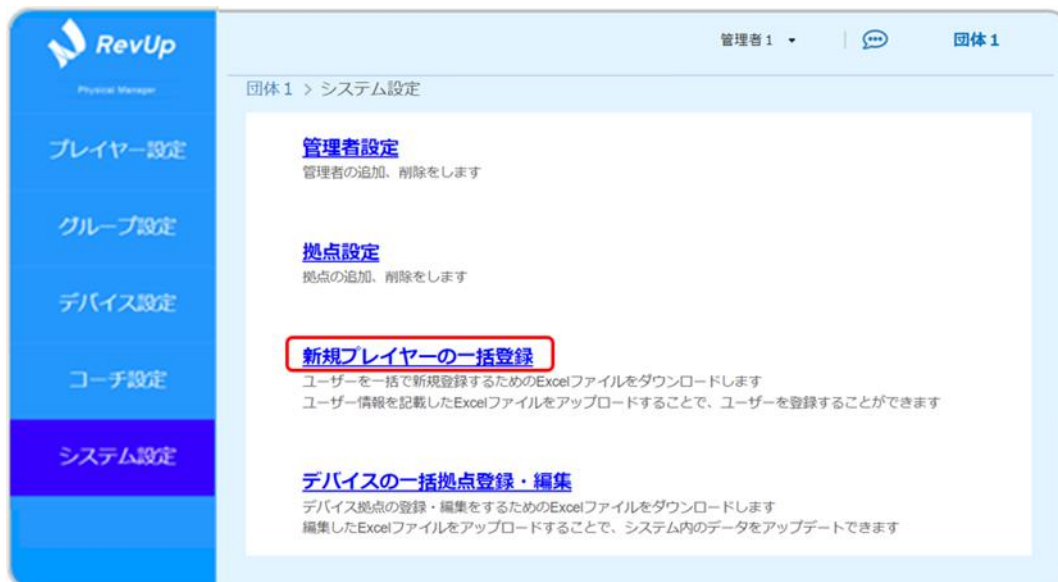 RevUp
Physical Manager
管理者1
団体1
団体1 > システム設定
プレイヤー設定
グループ設定
デバイス設定
コーチ設定
システム設定
管理者設定
管理者の追加、削除をします
拠点設定
拠点の追加、削除をします
新規プレイヤーの一括登録
ユーザーを一括で新規登録するためのExcelファイルをダウンロードします
ユーザー情報を記載したExcelファイルをアップロードすることで、ユーザーを登録することができます
デバイスの一括拠点登録・編集
デバイス拠点の登録・編集をするためのExcelファイルをダウンロードします
編集したExcelファイルをアップロードすることで、システム内のデータをアップデートできます